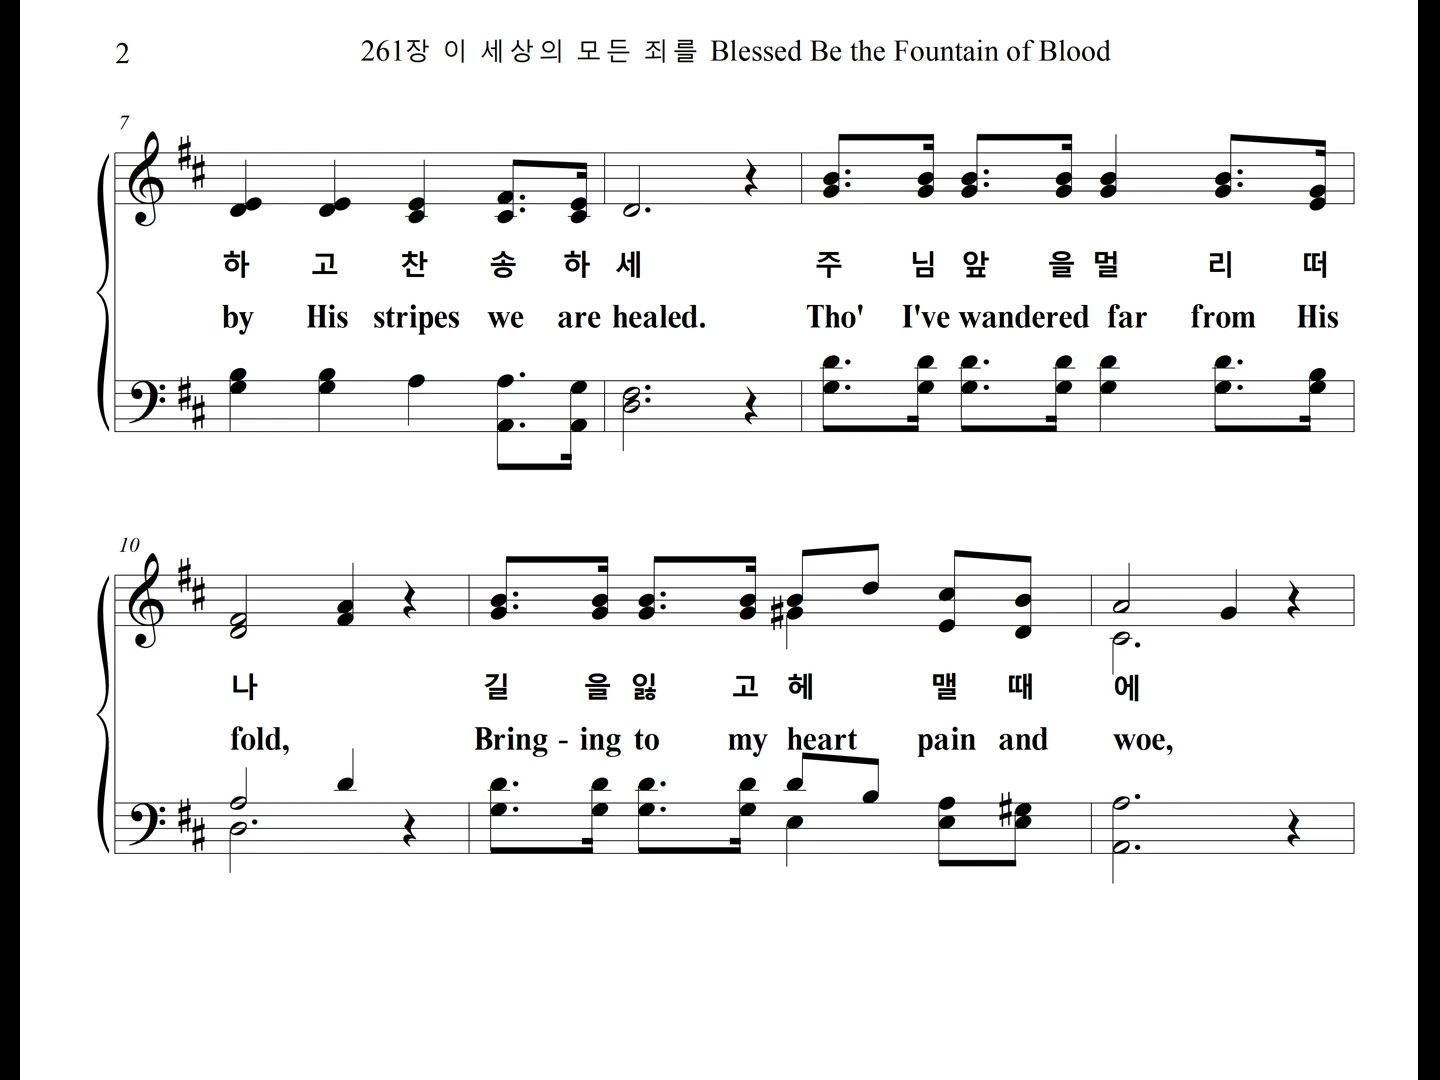 2
261장 이 세상의 모든 죄를 Blessed Be the Fountain of Blood
7
하 고 찬 송 하 세 주 님 앞 을 멀 리 떠
by His stripes we are healed. Tho' I've wandered far from His
10
나 길 을 잃 고 헤 맬 때 에
fold, Bring - ing to my heart pain and woe,